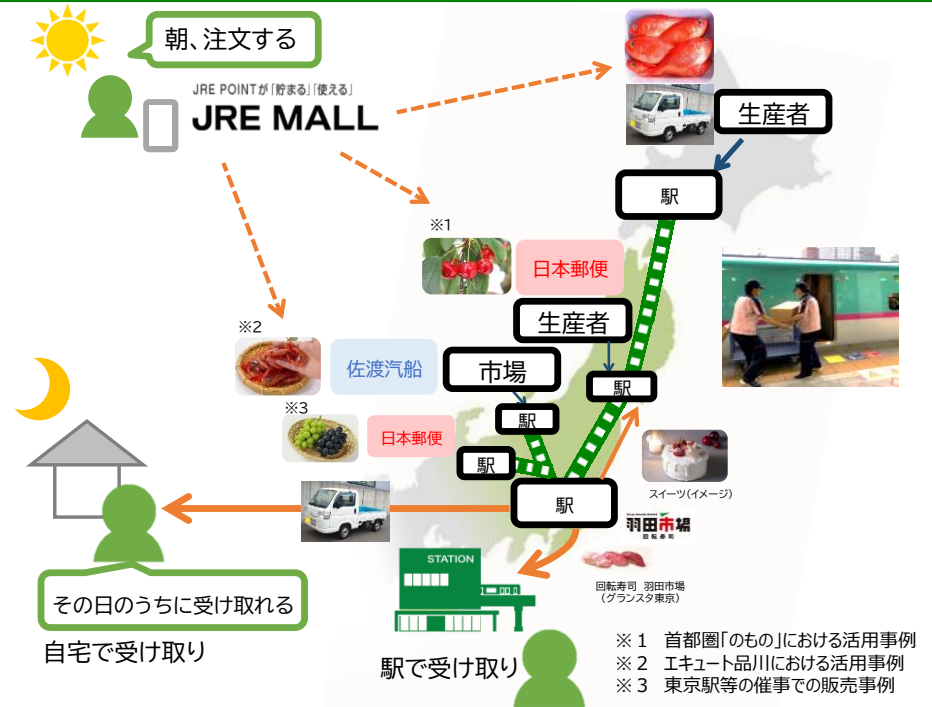 朝、注文する
JRE POINTが「貯まる」「使える」
JRE MALL
生産者
駅
※1
日本郵便
生産者
※2
佐渡汽船
市場
駅
駅
※3
日本郵便
駅
駅
スイーツ(イメージ)
羽田市場
回転寿司
STATION
回転寿司 羽田市場
(グランスタ東京)
その日のうちに受け取れる
自宅で受け取り
駅で受け取り
※1 首都圏「のもの」における活用事例
※2 エキュート品川における活用事例
※3 東京駅等の催事での販売事例